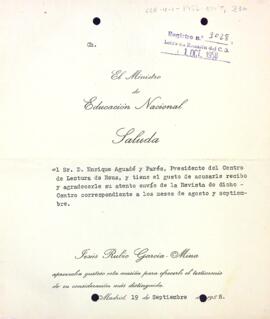 Registro n.º 3028
Cb.
1 OCT. 1958
El Ministro
de
Educación Nacional
Saluda
al Sr. D. Enrique Aguadé y Parés, Presidente del Centro
de Lectura de Reus, y tiene el gusto de acusarle recibo
y agradecerle su atento envío de la Revista de dicho
Centro correspondiente a los meses de agosto y septiem-
bre.
Jesús Rubio García-Mina
aprovecha gustoso esta ocasión para ofrecerle el testimonio
de su consideración más distinguida.
Madrid, 19 de Septiembre de 1958.